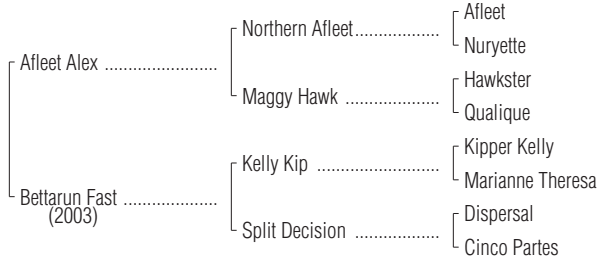 Afleet
Northern Afleet
Nuryette
Afleet Alex
Hawkster
Maggy Hawk
Qualique
Kipper Kelly
Kelly Kip
Marianne Theresa
Bettarun Fast
(2003)
Dispersal
Split Decision
Cinco Partes